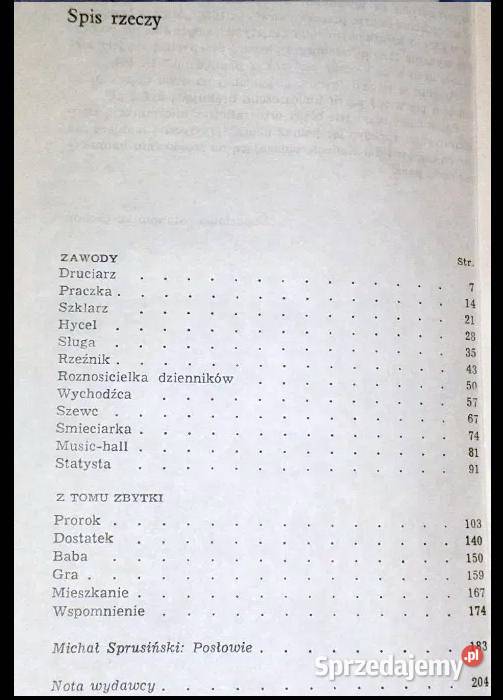 Spis rzeczy
ZAWODY Str.
Druciarz . . . . . . . . . . . 7
Praczka . . . . . . . . . . . . 14
Szklarz . . . . . . . . . . . 21
Hycel . . . . . . . . . . . . 28
Sługa . . . . . . . . . . . . 35
Rzeźnik . . . . . . . . . . . . 43
Roznosicielka dzienników . . . . . . . 50
Wychodźca . . . . . . . . . . . 57
Szewc . . . . . . . . . . . . 67
Śmieciarka . . . . . . . . . . . 74
Music-hall . . . . . . . . . . . 81
Statysta . . . . . . . . . . . 91
Z TOMU ZBYTKI
Prorok . . . . . . . . . . . . 103
Dostatek . . . . . . . . . . . 140
Baba . . . . . . . . . . . . 150
Gra . . . . . . . . . . . . . 159
Mieszkanie . . . . . . . . . . . 167
Wspomnienie . . . . . . . . . . 174
Michał Sprusiński: Posłowie . . . . . . . 183
Nota wydawcy . . . . . . . . . . 204
Sprzedajemy.pl